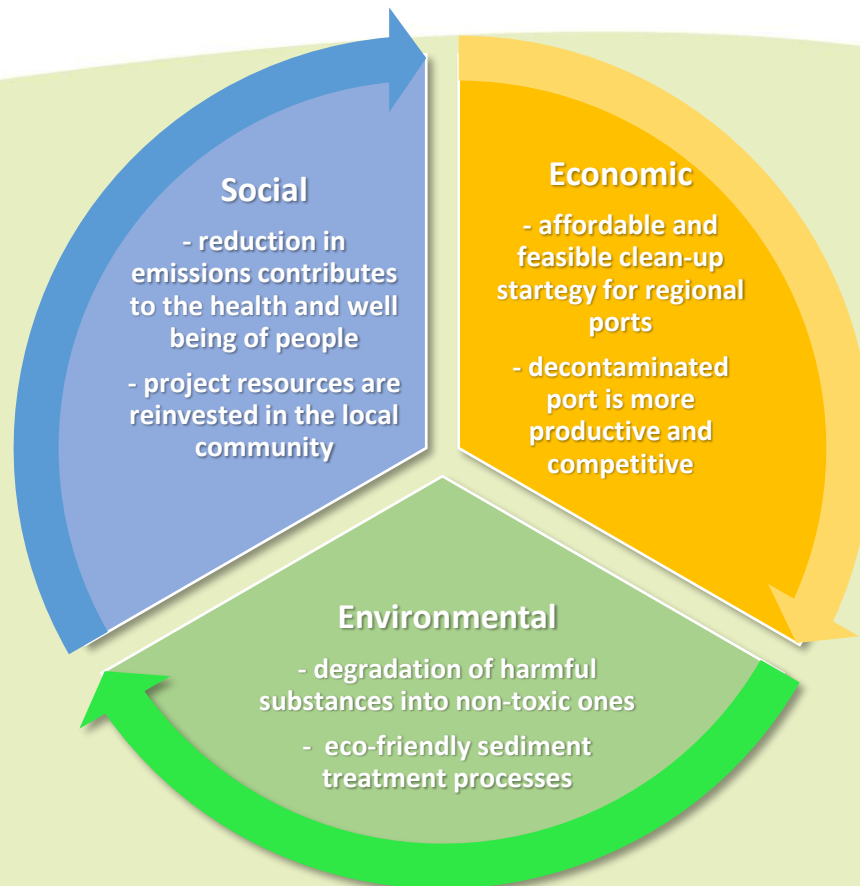 Social
- reduction in
emissions contributes
to the health and well
being of people
- project resources are
reinvested in the local
community
Economic
- affordable and
feasible clean-up
startegy for regional
ports
- decontaminated
port is more
productive and
competitive
Environmental
- degradation of harmful
substances into non-toxic ones
- eco-friendly sediment
treatment processes